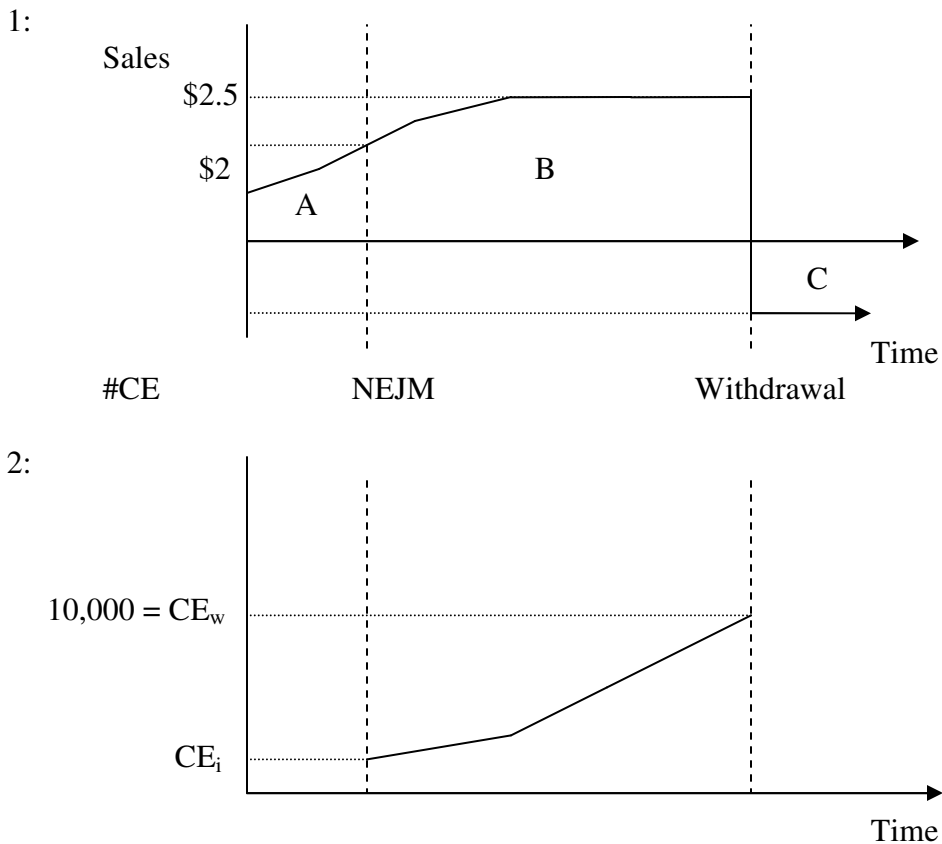 1:
Sales
$2.5
$2
A
B
C
Time
#CE
NEJM
Withdrawal
2:
10,000 = CEw
CEi
Time